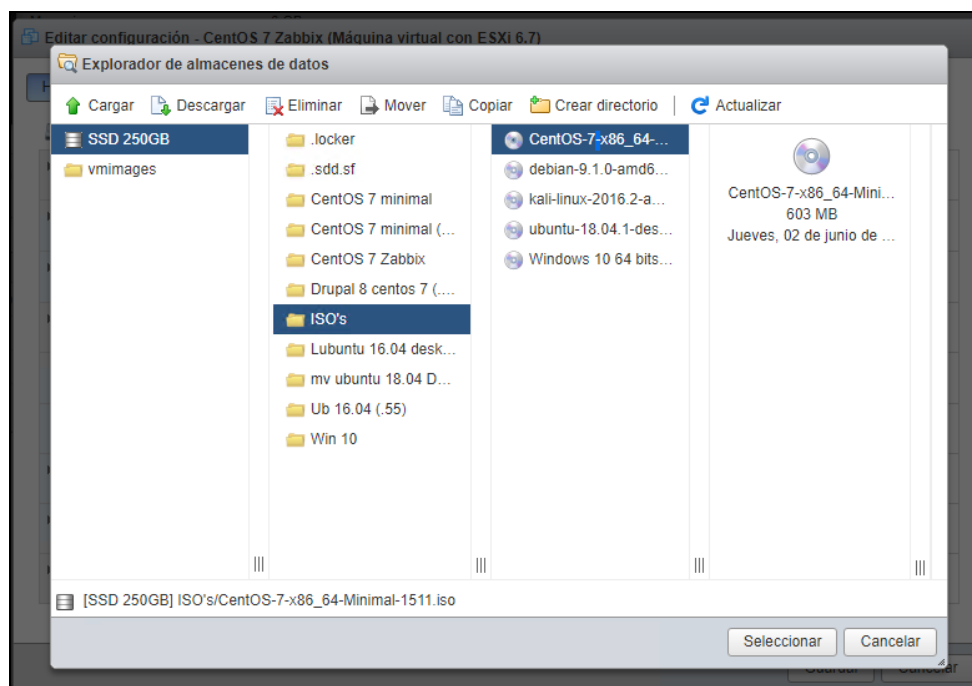 Editar configuración - CentOS 7 Zabbix (Máquina virtual con ESXi 6.7)
Explorador de almacenes de datos
Cargar Descargar Eliminar Mover Copiar Crear directorio Actualizar
SSD 250GB
vmimages
.locker
.sdd.sf
CentOS 7 minimal
CentOS 7 minimal (...
CentOS 7 Zabbix
Drupal 8 centos 7 (....
ISO's
Lubuntu 16.04 desk...
mv ubuntu 18.04 D...
Ub 16.04 (.55)
Win 10
CentOS-7-x86_64-...
debian-9.1.0-amd6...
kali-linux-2016.2-a...
ubuntu-18.04.1-des...
Windows 10 64 bits...
CentOS-7-x86_64-Mini...
603 MB
Jueves, 02 de junio de ...
[SSD 250GB] ISO's/CentOS-7-x86_64-Minimal-1511.iso
Seleccionar Cancelar
Guardar Cancelar